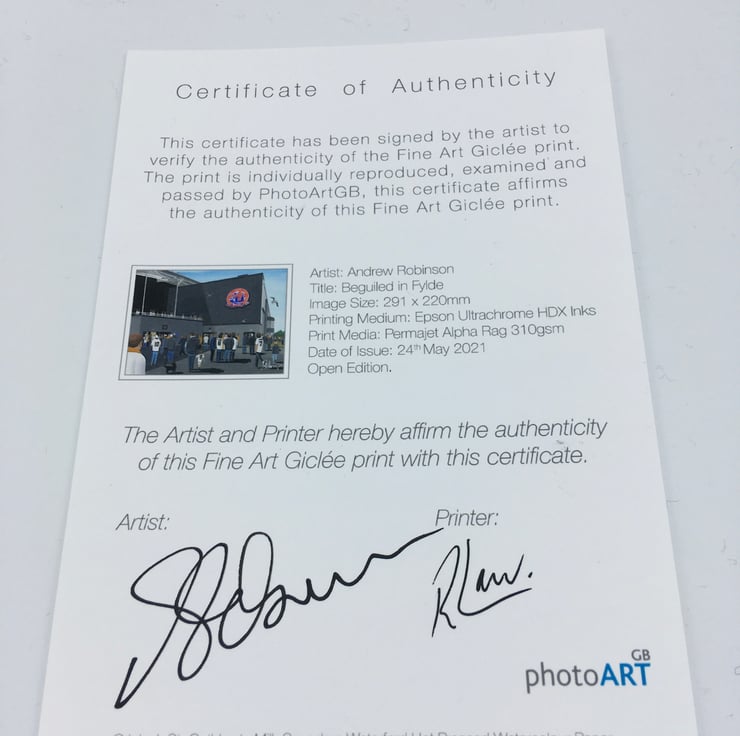 Certificate of Authenticity
This certificate has been signed by the artist to
verify the authenticity of the Fine Art Giclée print.
The print is individually reproduced, examined and
passed by PhotoArtGB, this certificate affirms
the authenticity of this Fine Art Giclée print.
Artist: Andrew Robinson
Title: Beguiled in Fylde
Image Size: 291 x 220mm
Printing Medium: Epson Ultrachrome HDX Inks
Print Media: Permajet Alpha Rag 310gsm
Date of Issue: 24th May 2021
Open Edition.
The Artist and Printer hereby affirm the authenticity
of this Fine Art Giclée print with this certificate.
Artist:
Printer:
R Law.
photoART GB